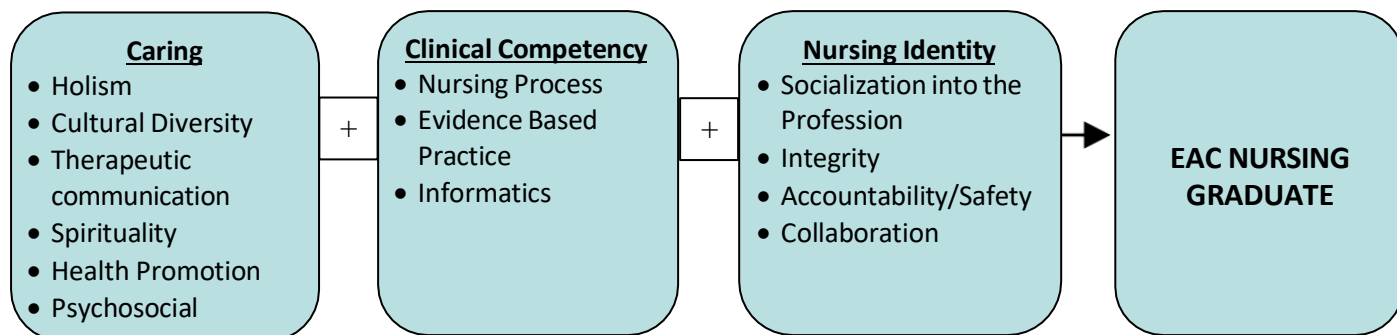 Caring
• Holism
• Cultural Diversity
• Therapeutic
communication
• Spirituality
• Health Promotion
• Psychosocial
+
Clinical Competency
• Nursing Process
• Evidence Based
Practice
• Informatics
+
Nursing Identity
• Socialization into the
Profession
• Integrity
• Accountability/Safety
• Collaboration
EAC NURSING
GRADUATE